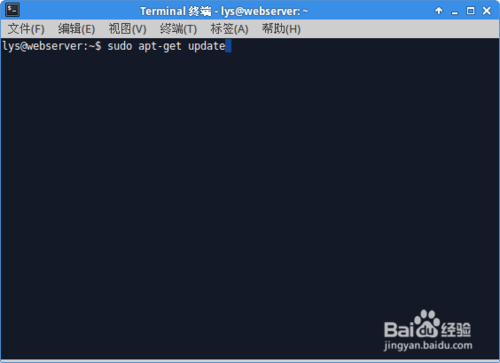 Terminal 终端 - lys@webserver: ~
文件(F) 编辑(E) 视图(V) 终端(T) 标签(A) 帮助(H)
lys@webserver:~$ sudo apt-get update
Bai du 经验
jingyan.baidu.com